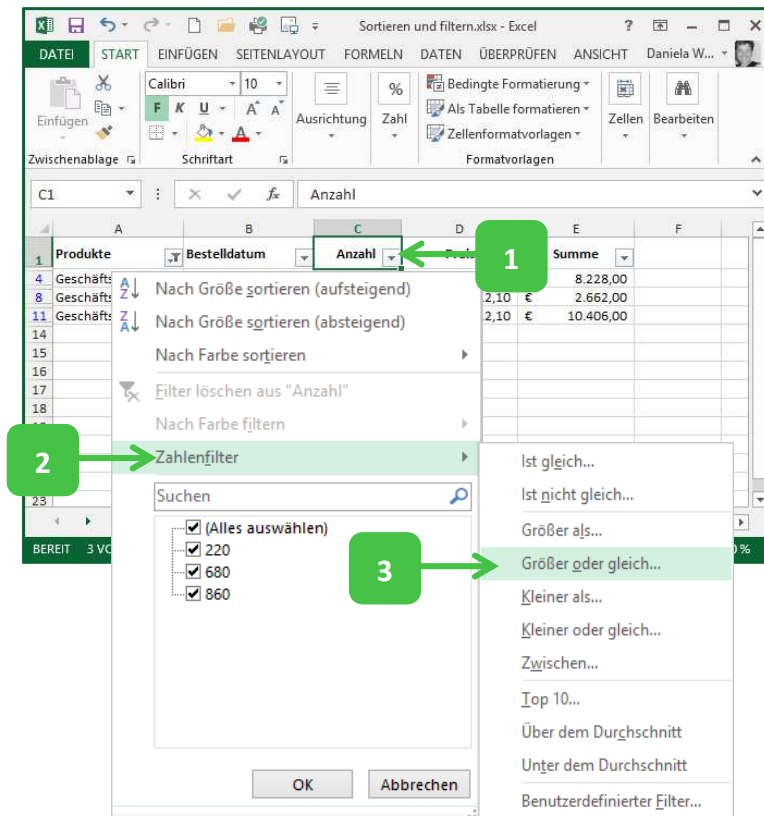 Sortieren und filtern.xlsx - Excel
DATEI START EINFÜGEN SEITENLAYOUT FORMELN DATEN ÜBERPRÜFEN ANSICHT Daniela W...
Calibri 10 % Bedingte Formatierung
Als Tabelle formatieren
Einfügen F K U A A Ausrichtung Zahl Zellen Bearbeiten
A Zellenformatvorlagen
Zwischenablage Schriftart Formatvorlagen
C1 fx Anzahl
A B C D E F
1 Produkte Bestelldatum Anzahl 1 Summe
4 Geschäfts 8.228,00
8 Geschäfts 2,10 € 2.662,00
11 Geschäfts 2,10 € 10.406,00
14
15
16
17
18
23
Nach Größe sortieren (aufsteigend)
Nach Größe sortieren (absteigend)
Nach Farbe sortieren
Filter löschen aus "Anzahl"
Nach Farbe filtern
2 Zahlenfilter
Suchen
(Alles auswählen)
220
680
860
OK Abbrechen
BEREIT 3 VO
%
Ist gleich...
Ist nicht gleich...
Größer als...
3 Größer oder gleich...
Kleiner als...
Kleiner oder gleich...
Zwischen...
Top 10...
Über dem Durchschnitt
Unter dem Durchschnitt
Benutzerdefinierter Filter...